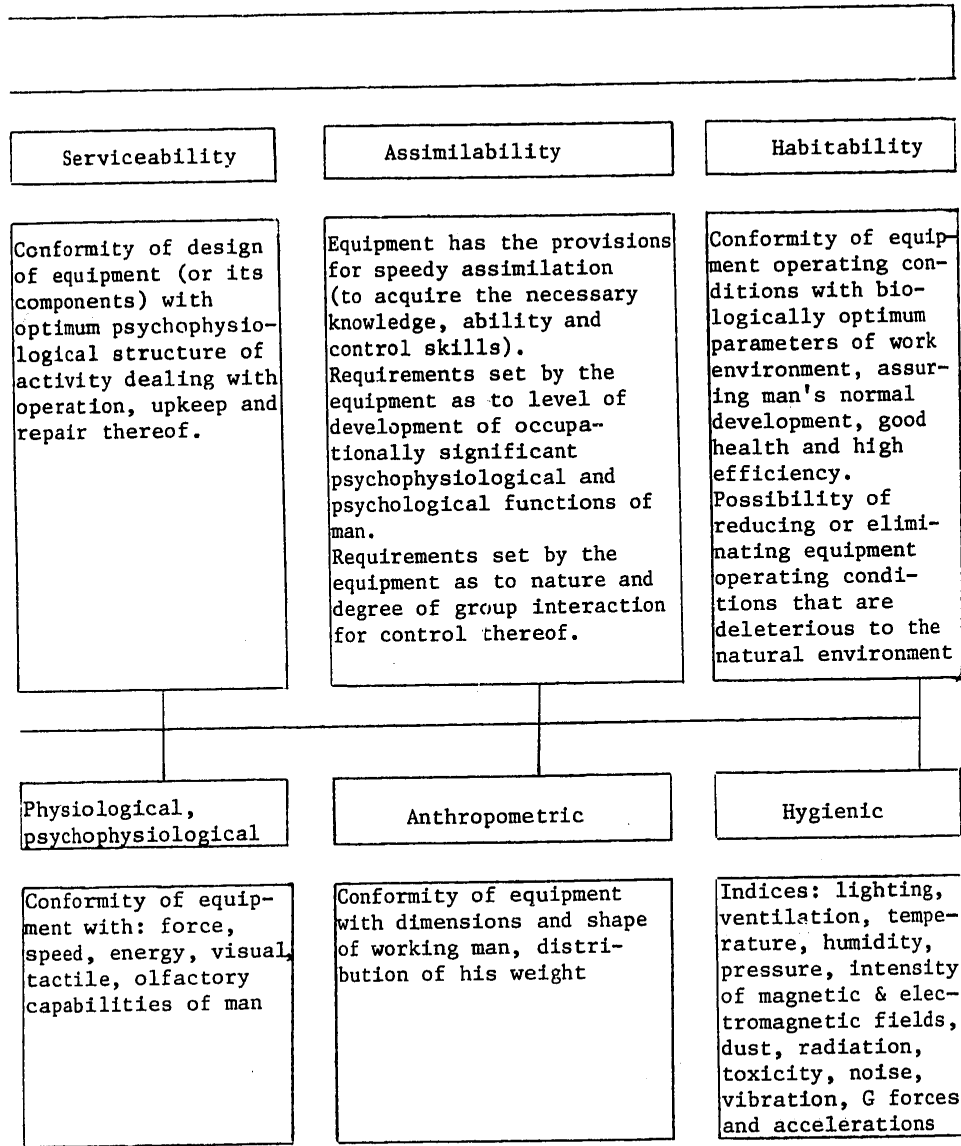 Serviceability
Assimilability
Habitability
Conformity of design
of equipment (or its
components) with
optimum psychophysio-
logical structure of
activity dealing with
operation, upkeep and
repair thereof.
Equipment has the provisions
for speedy assimilation
(to acquire the necessary
knowledge, ability and
control skills).
Requirements set by the
equipment as to level of
development of occupa-
tionally significant
psychophysiological and
psychological functions of
man.
Requirements set by the
equipment as to nature and
degree of group interaction
for control thereof.
Conformity of equip-
ment operating con-
ditions with bio-
logically optimum
parameters of work
environment, assur-
ing man's normal
development, good
health and high
efficiency.
Possibility of
reducing or elimi-
nating equipment
operating condi-
tions that are
deleterious to the
natural environment
Physiological,
psychophysiological
Anthropometric
Hygienic
Conformity of equip-
ment with: force,
speed, energy, visual,
tactile, olfactory
capabilities of man
Conformity of equipment
with dimensions and shape
of working man, distri-
bution of his weight
Indices: lighting,
ventilation, tempe-
rature, humidity,
pressure, intensity
of magnetic & elec-
tromagnetic fields,
dust, radiation,
toxicity, noise,
vibration, G forces
and accelerations